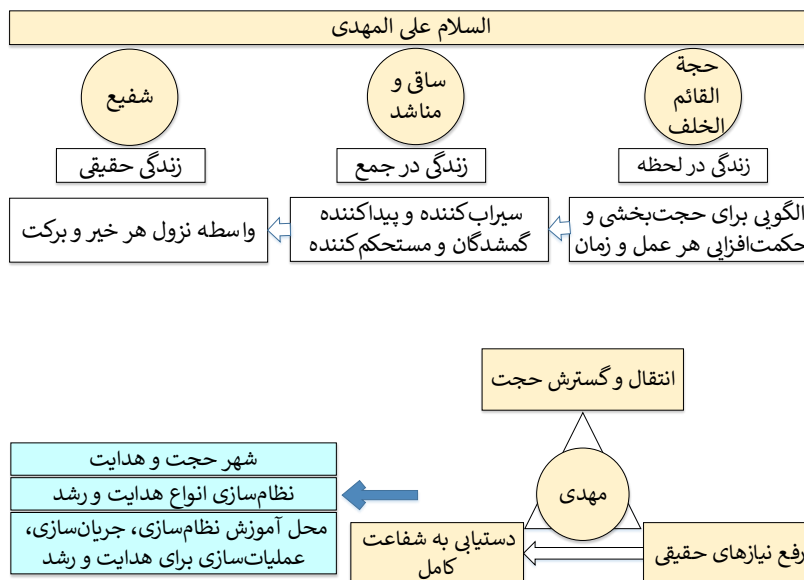 السلام علی المهدی
حجة
القائم
الخلف
ساقی و
مناشد
شفیع
زندگی در لحظه
زندگی در جمع
زندگی حقیقی
الگویی برای حجت‌بخشی و
حکمت‌افزایی هر عمل و زمان
سیراب‌کننده و پیداکننده
گمشدگان و مستحکم‌کننده
واسطه نزول هر خیر و برکت
انتقال و گسترش حجت
مهدی
رفع نیازهای حقیقی
دستیابی به شفاعت
کامل
شهر حجت و هدایت
نظام‌سازی انواع هدایت و رشد
محل آموزش نظام‌سازی، جریان‌سازی،
عملیات‌سازی برای هدایت و رشد